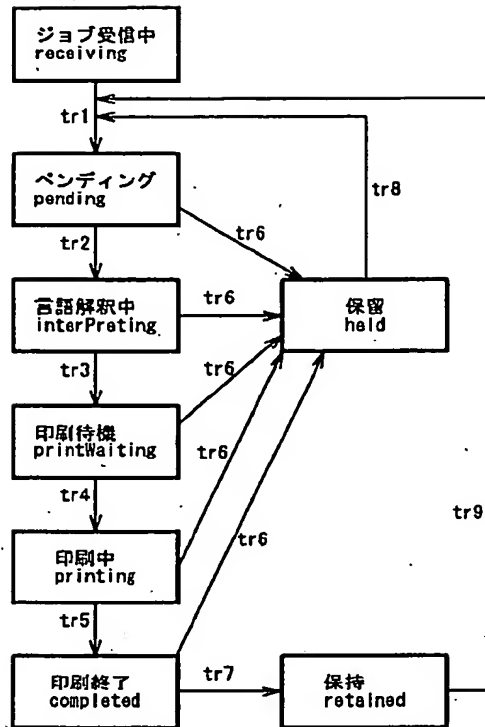 ジョブ受信中
receiving
tr1
ペンディング
pending
tr8
tr2
tr6
言語解釈中
interPreting
tr6
保留
held
tr3
tr6
印刷待機
printWaiting
tr6
tr4
tr9
tr6
印刷中
printing
tr5
印刷終了
completed
tr7
保持
retained